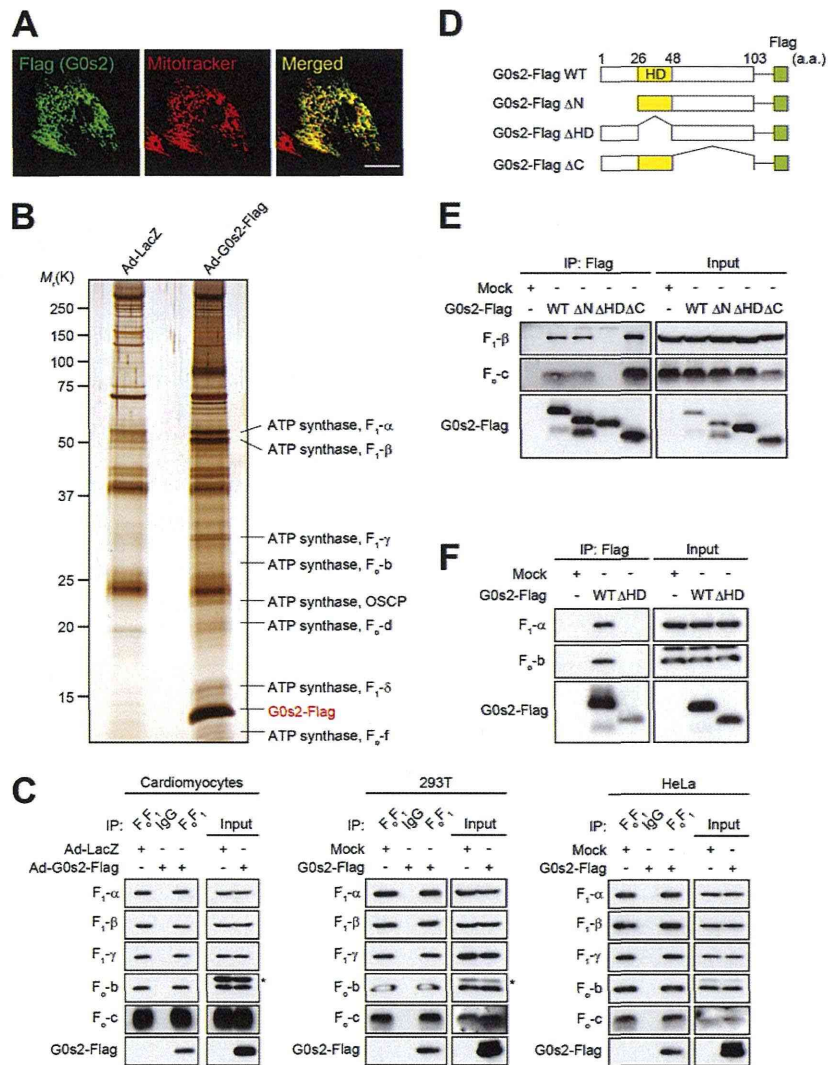 A
Flag (G0s2)
Mitotracker
Merged
B
Ad-LacZ
Ad-G0s2-Flag
Mr(K)
250
150
100
75
50
37
25
20
15
ATP synthase, F1-α
ATP synthase, F1-β
ATP synthase, F1-γ
ATP synthase, Fo-b
ATP synthase, OSCP
ATP synthase, Fo-d
ATP synthase, F1-δ
G0s2-Flag
ATP synthase, Fo-f
C
Cardiomyocytes
IP: FoF1 IgG FoF1 Input
Ad-LacZ + - - + -
Ad-G0s2-Flag - + + - +
F1-α
F1-β
F1-γ
Fo-b *
Fo-c
G0s2-Flag
293T
IP: FoF1 IgG FoF1 Input
Mock + - - + -
G0s2-Flag - + + - +
F1-α
F1-β
F1-γ
Fo-b *
Fo-c
G0s2-Flag
HeLa
IP: FoF1 IgG FoF1 Input
Mock + - - + -
G0s2-Flag - + + - +
F1-α
F1-β
F1-γ
Fo-b
Fo-c
G0s2-Flag
D
Flag
1 26 48 103 (a.a.)
G0s2-Flag WT HD
G0s2-Flag ΔN
G0s2-Flag ΔHD
G0s2-Flag ΔC
E
IP: Flag Input
Mock + - - - - + - - - -
G0s2-Flag - WT ΔN ΔHD ΔC - WT ΔN ΔHD ΔC
F1-β
Fo-c
G0s2-Flag
F
IP: Flag Input
Mock + - - + - -
G0s2-Flag - WT ΔHD - WT ΔHD
F1-α
Fo-b
G0s2-Flag